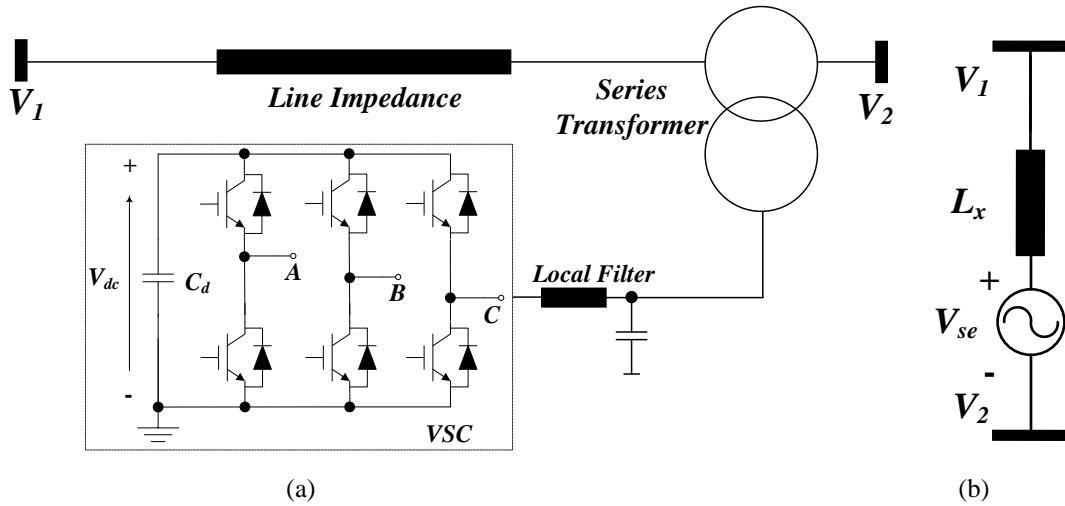 V1
Line Impedance
Series
Transformer
V2
+
Vdc
-
Cd
A
B
C
VSC
Local Filter
(a)
V1
Lx
+
Vse
-
V2
(b)